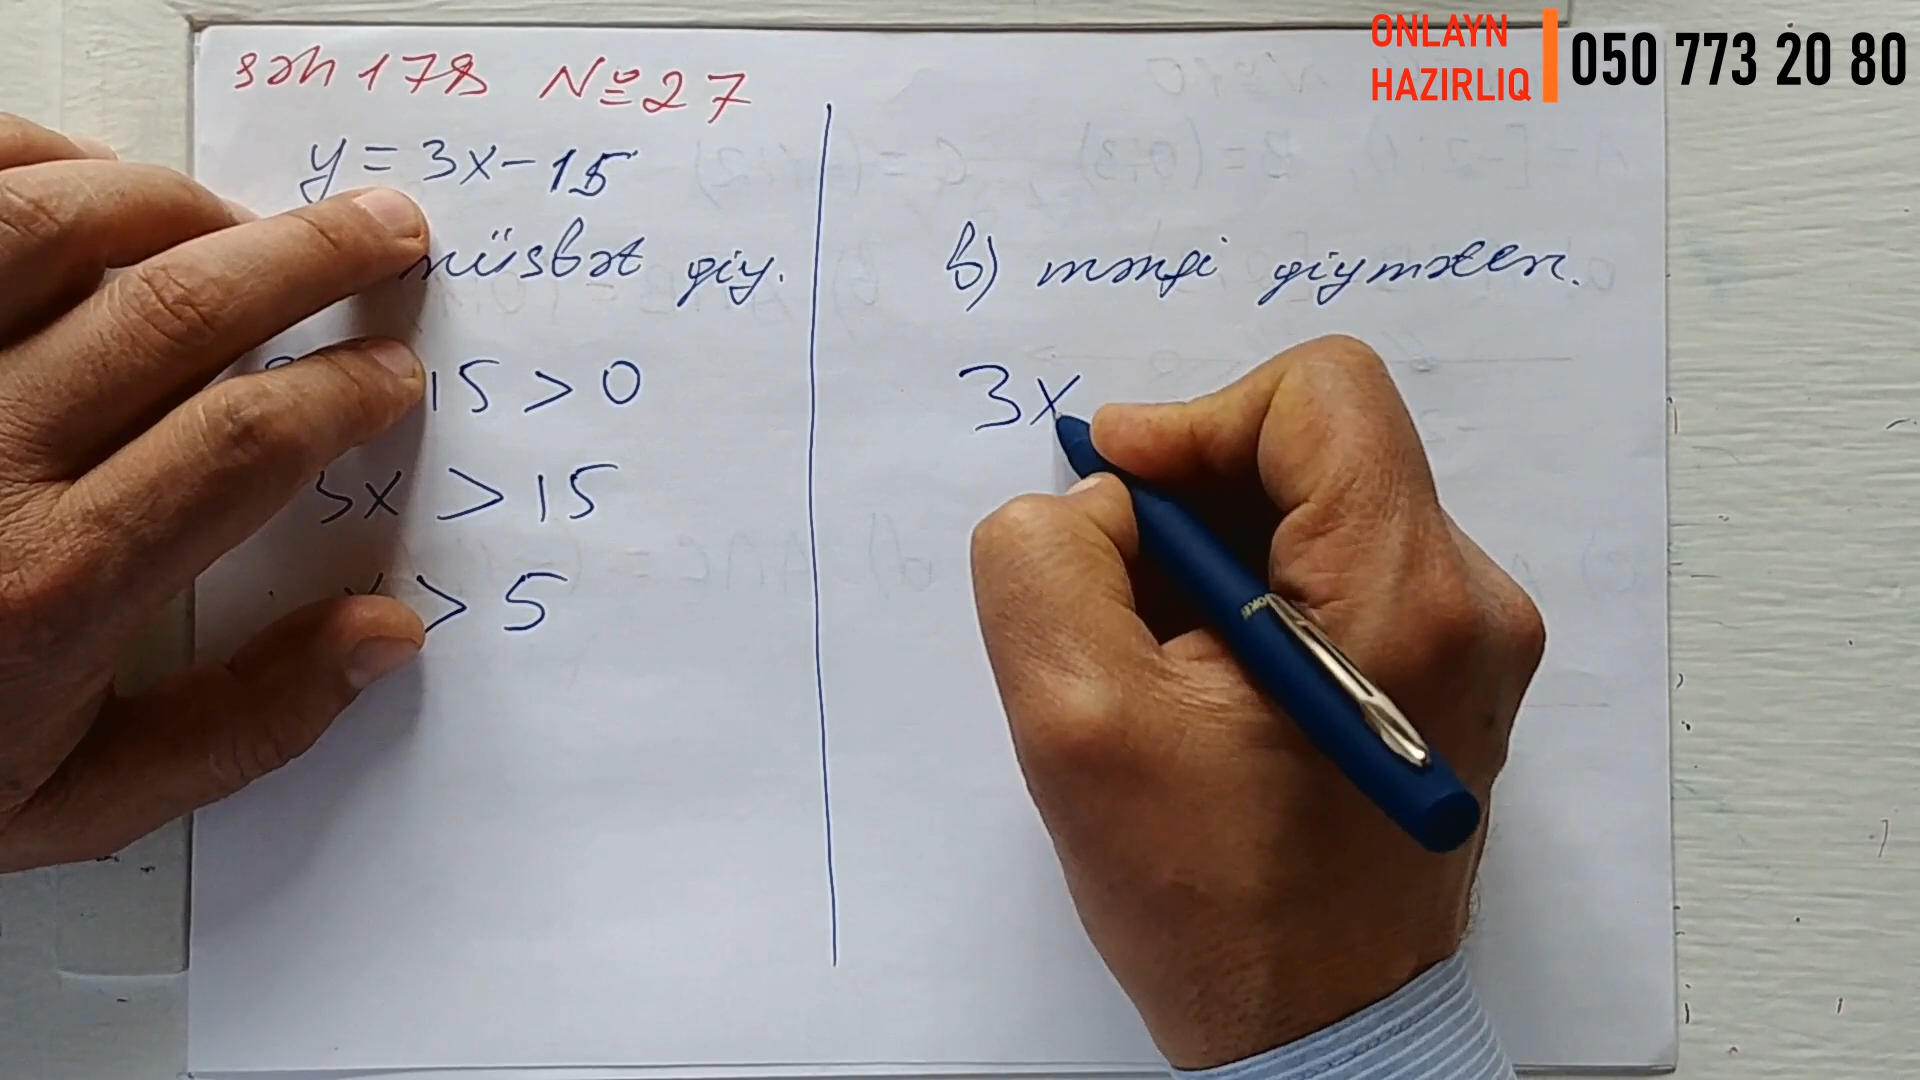 ONLAYN
HAZIRLIQ
050 773 20 80
səh 178 №27
y = 3x - 15
müsbət qiy.
15 > 0
3x > 15
x > 5
b) mənfi qiymətlər.
3x